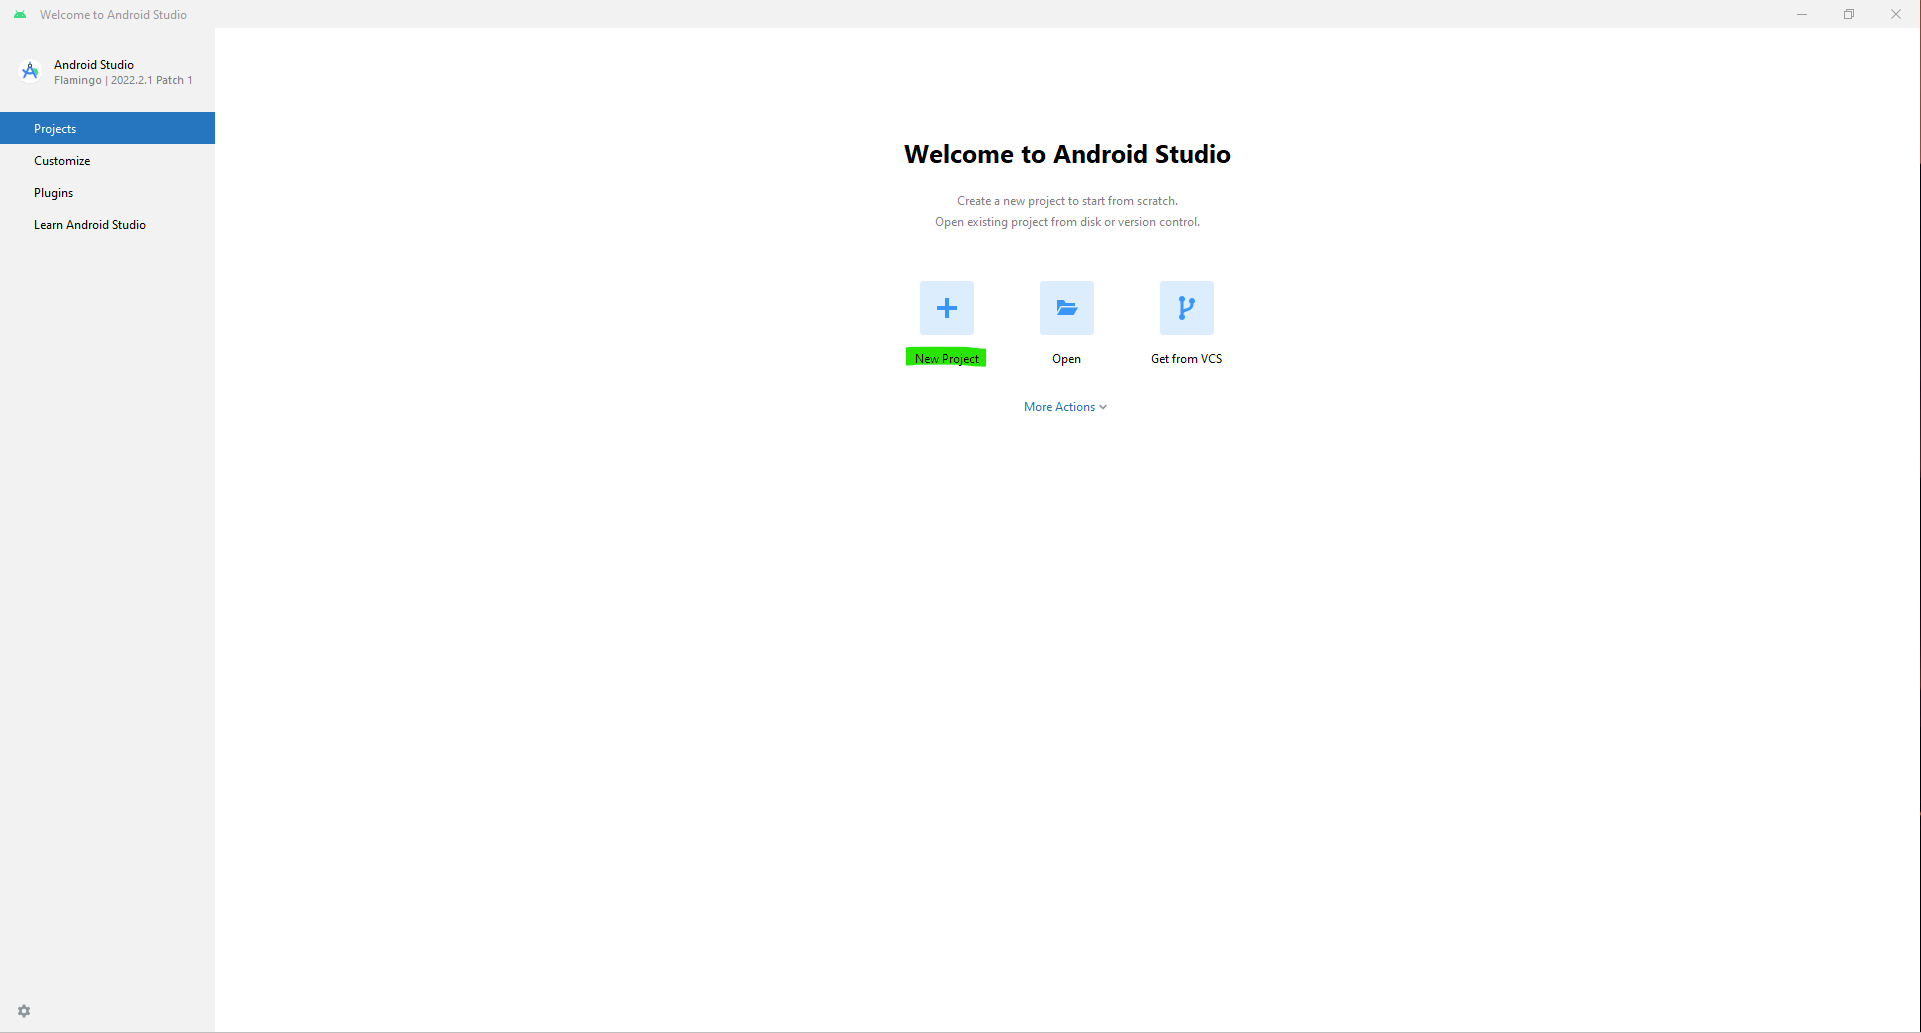 Welcome to Android Studio
Android Studio
Flamingo | 2022.2.1 Patch 1
Projects
Customize
Plugins
Learn Android Studio
Welcome to Android Studio
Create a new project to start from scratch.
Open existing project from disk or version control.
New Project
Open
Get from VCS
More Actions